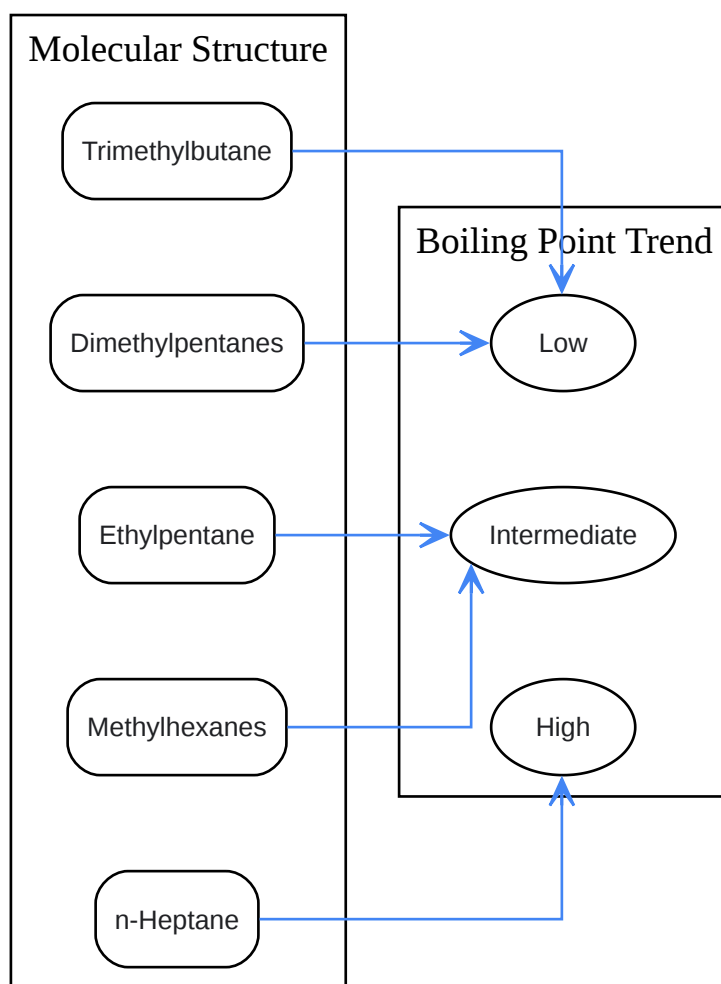 Molecular Structure
Trimethylbutane
Boiling Point Trend
Dimethylpentanes
Low
Ethylpentane
Intermediate
Methylhexanes
High
n-Heptane